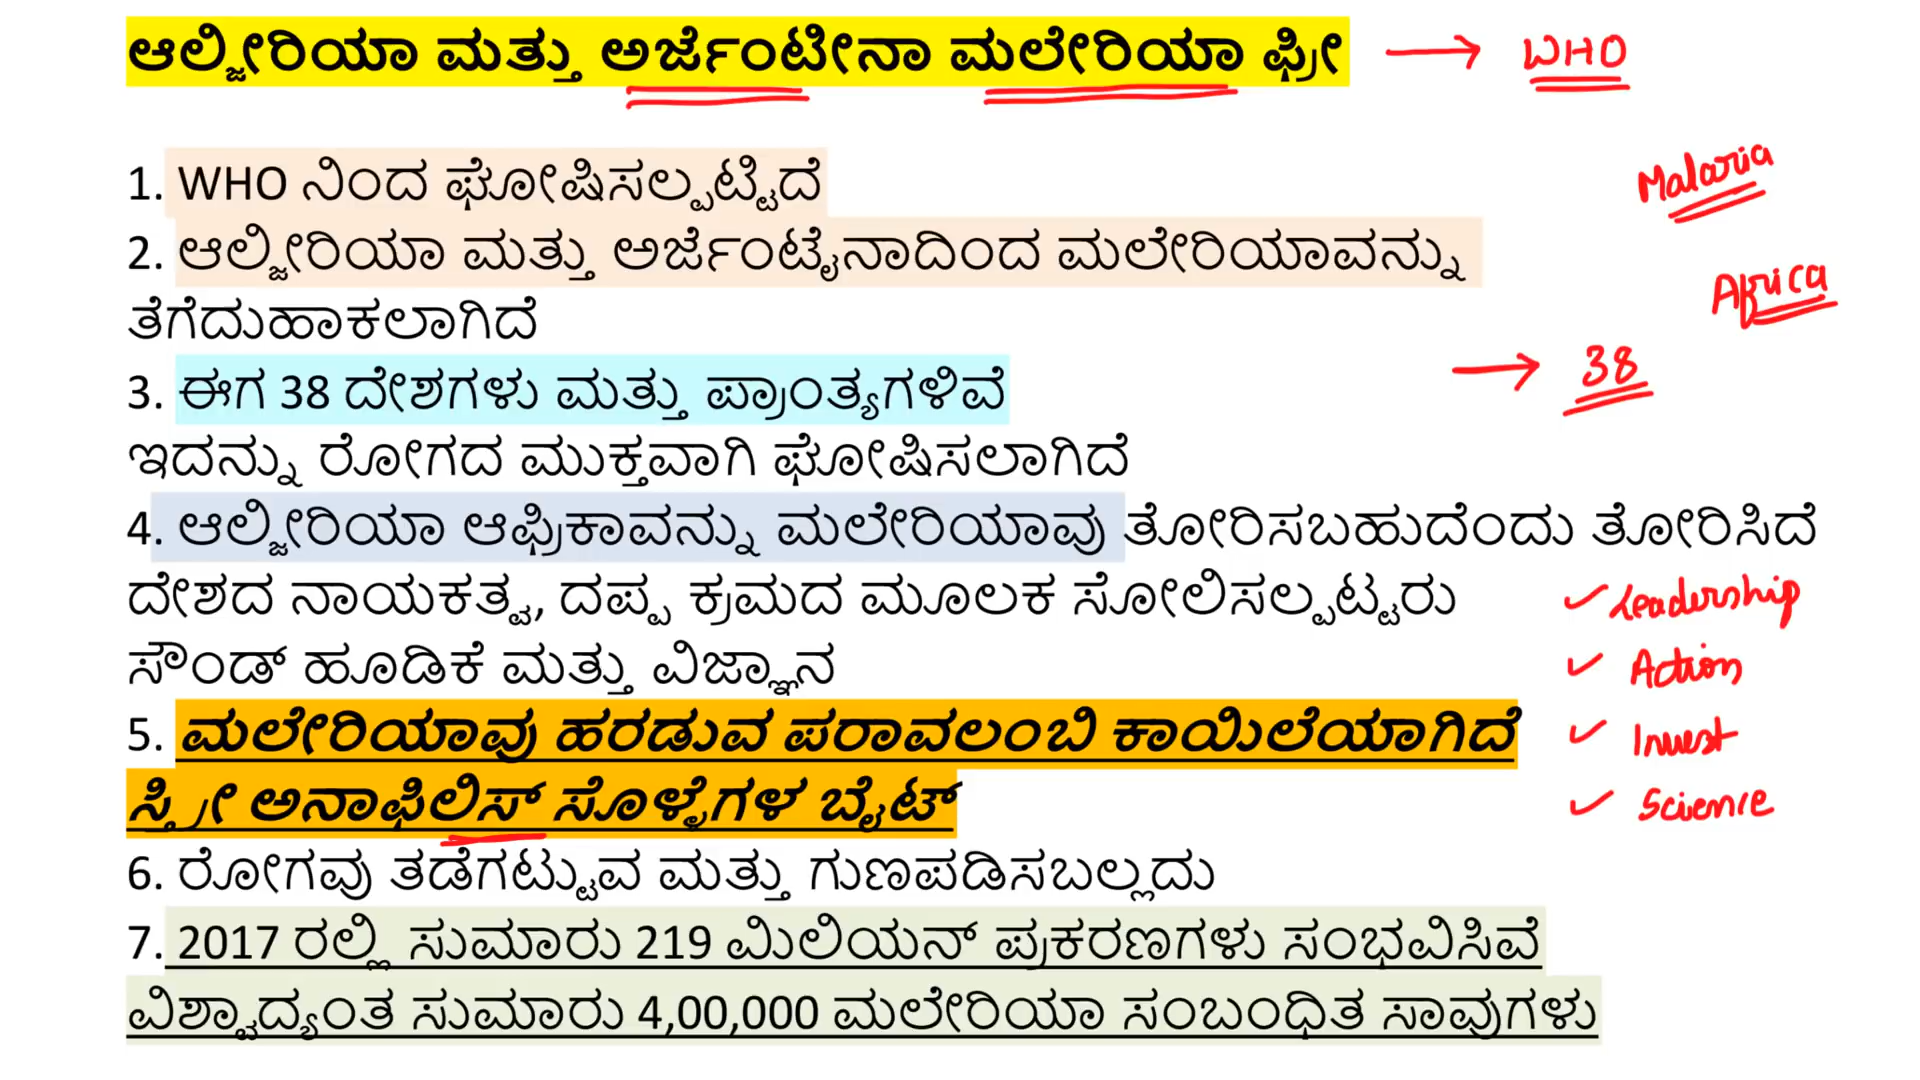 ಆಲ್ಜೀರಿಯಾ ಮತ್ತು ಅರ್ಜೆಂಟೀನಾ ಮಲೇರಿಯಾ ಫ್ರೀ → WHO
1. WHO ನಿಂದ ಘೋಷಿಸಲ್ಪಟ್ಟಿದೆ
Malaria
2. ಆಲ್ಜೀರಿಯಾ ಮತ್ತು ಅರ್ಜೆಂಟೈನಾದಿಂದ ಮಲೇರಿಯಾವನ್ನು
Africa
ತೆಗೆದುಹಾಕಲಾಗಿದೆ
3. ಈಗ 38 ದೇಶಗಳು ಮತ್ತು ಪ್ರಾಂತ್ಯಗಳಿವೆ → 38
ಇದನ್ನು ರೋಗದ ಮುಕ್ತವಾಗಿ ಘೋಷಿಸಲಾಗಿದೆ
4. ಆಲ್ಜೀರಿಯಾ ಆಫ್ರಿಕಾವನ್ನು ಮಲೇರಿಯಾವು ತೋರಿಸಬಹುದೆಂದು ತೋರಿಸಿದೆ
ದೇಶದ ನಾಯಕತ್ವ, ದಪ್ಪ ಕ್ರಮದ ಮೂಲಕ ಸೋಲಿಸಲ್ಪಟ್ಟರು ✓ Leadership
ಸೌಂಡ್ ಹೂಡಿಕೆ ಮತ್ತು ವಿಜ್ಞಾನ ✓ Action
5. ಮಲೇರಿಯಾವು ಹರಡುವ ಪರಾವಲಂಬಿ ಕಾಯಿಲೆಯಾಗಿದೆ ✓ Invest
ಸ್ತ್ರೀ ಅನಾಫಿಲಿಸ್ ಸೊಳ್ಳೆಗಳ ಬೈಟ್ ✓ Science
6. ರೋಗವು ತಡೆಗಟ್ಟುವ ಮತ್ತು ಗುಣಪಡಿಸಬಲ್ಲದು
7. 2017 ರಲ್ಲಿ ಸುಮಾರು 219 ಮಿಲಿಯನ್ ಪ್ರಕರಣಗಳು ಸಂಭವಿಸಿವೆ
ವಿಶ್ವಾದ್ಯಂತ ಸುಮಾರು 4,00,000 ಮಲೇರಿಯಾ ಸಂಬಂಧಿತ ಸಾವುಗಳು